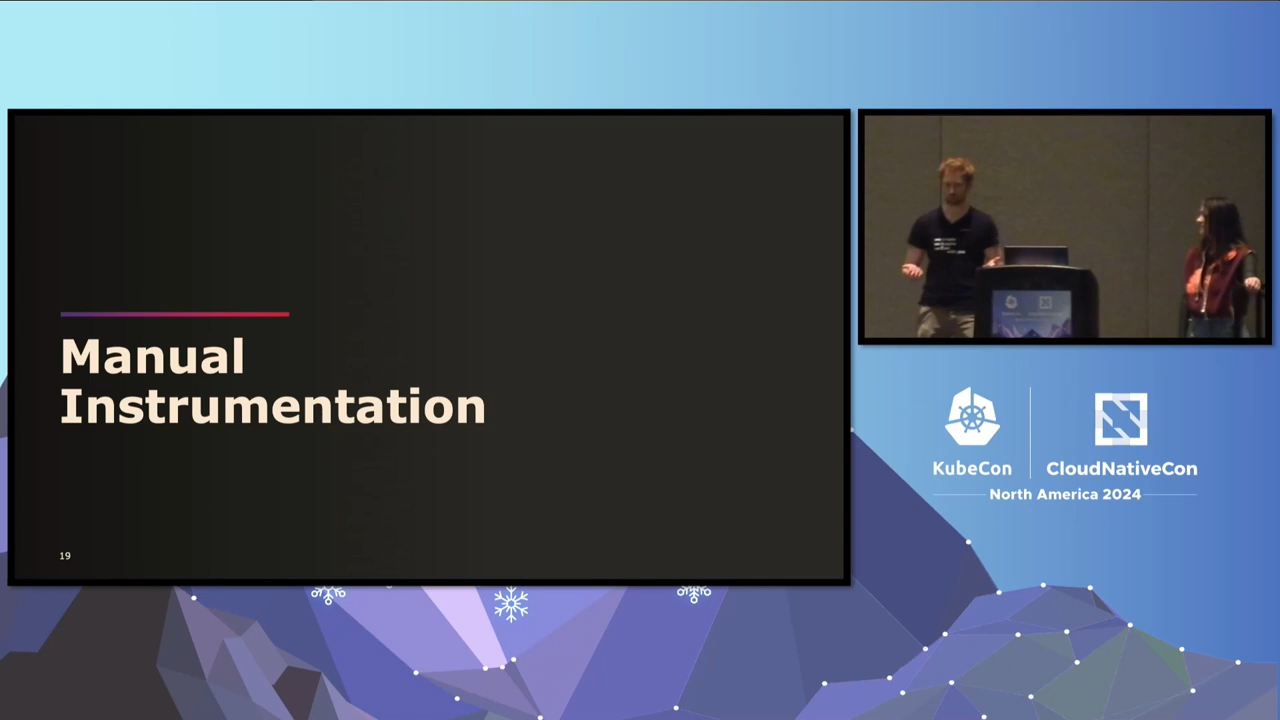 Manual
Instrumentation
19
KubeCon
CloudNativeCon
North America 2024